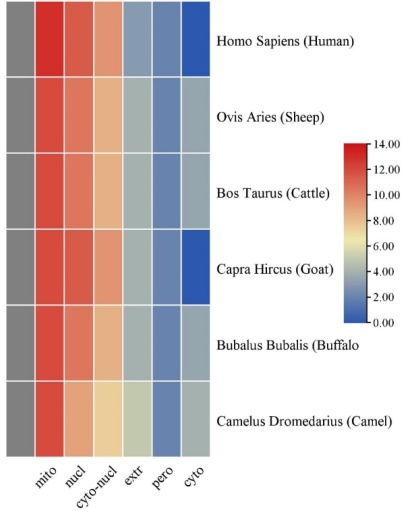 Homo Sapiens (Human)
Ovis Aries (Sheep)
Bos Taurus (Cattle)
Capra Hircus (Goat)
Bubalus Bubalis (Buffalo
Camelus Dromedarius (Camel)
14.00
12.00
10.00
8.00
6.00
4.00
2.00
0.00
mito
nucl
cyto-nucl
extr
pero
cyto